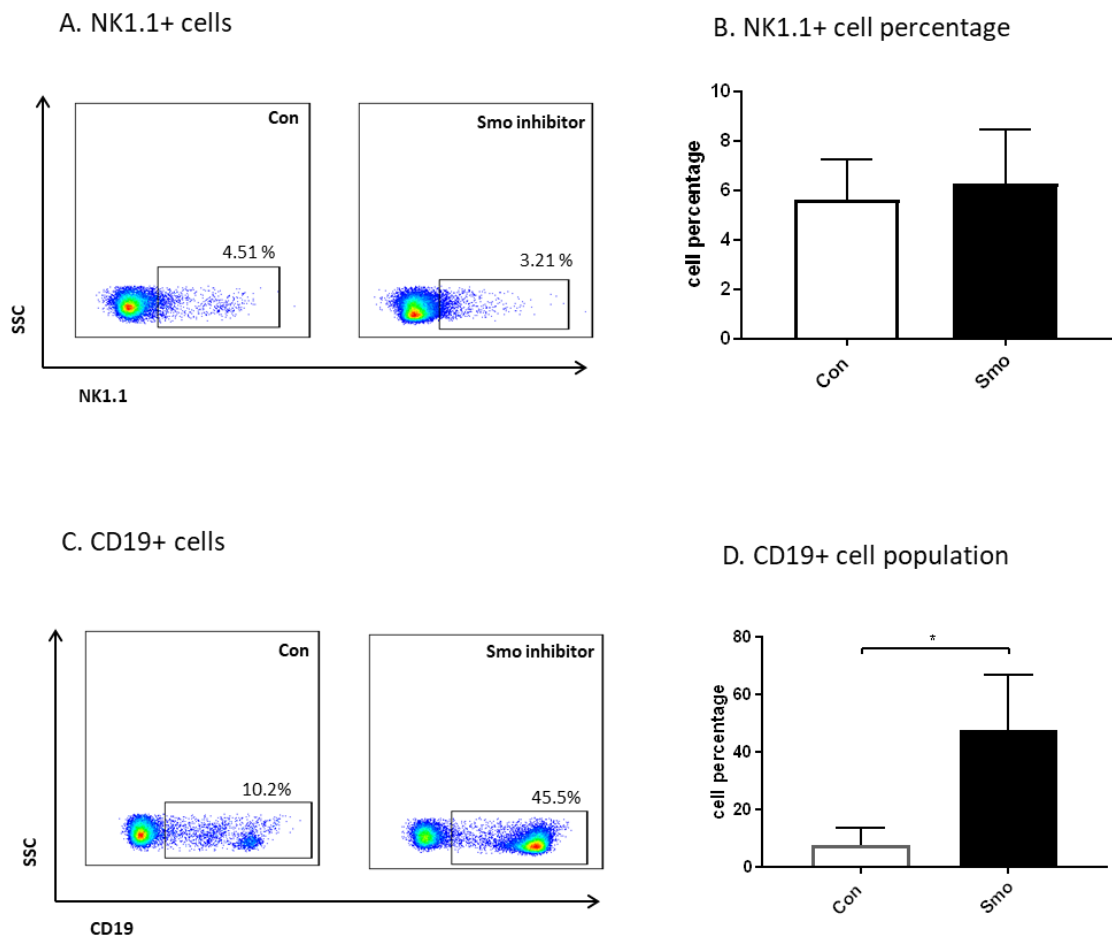 A. NK1.1+ cells
Con
Smo inhibitor
4.51 %
3.21 %
SSC
NK1.1
B. NK1.1+ cell percentage
cell percentage
10
8
6
4
2
0
Con
Smo
C. CD19+ cells
Con
Smo inhibitor
10.2%
45.5%
SSC
CD19
D. CD19+ cell population
cell percentage
80
60
40
20
0
*
Con
Smo